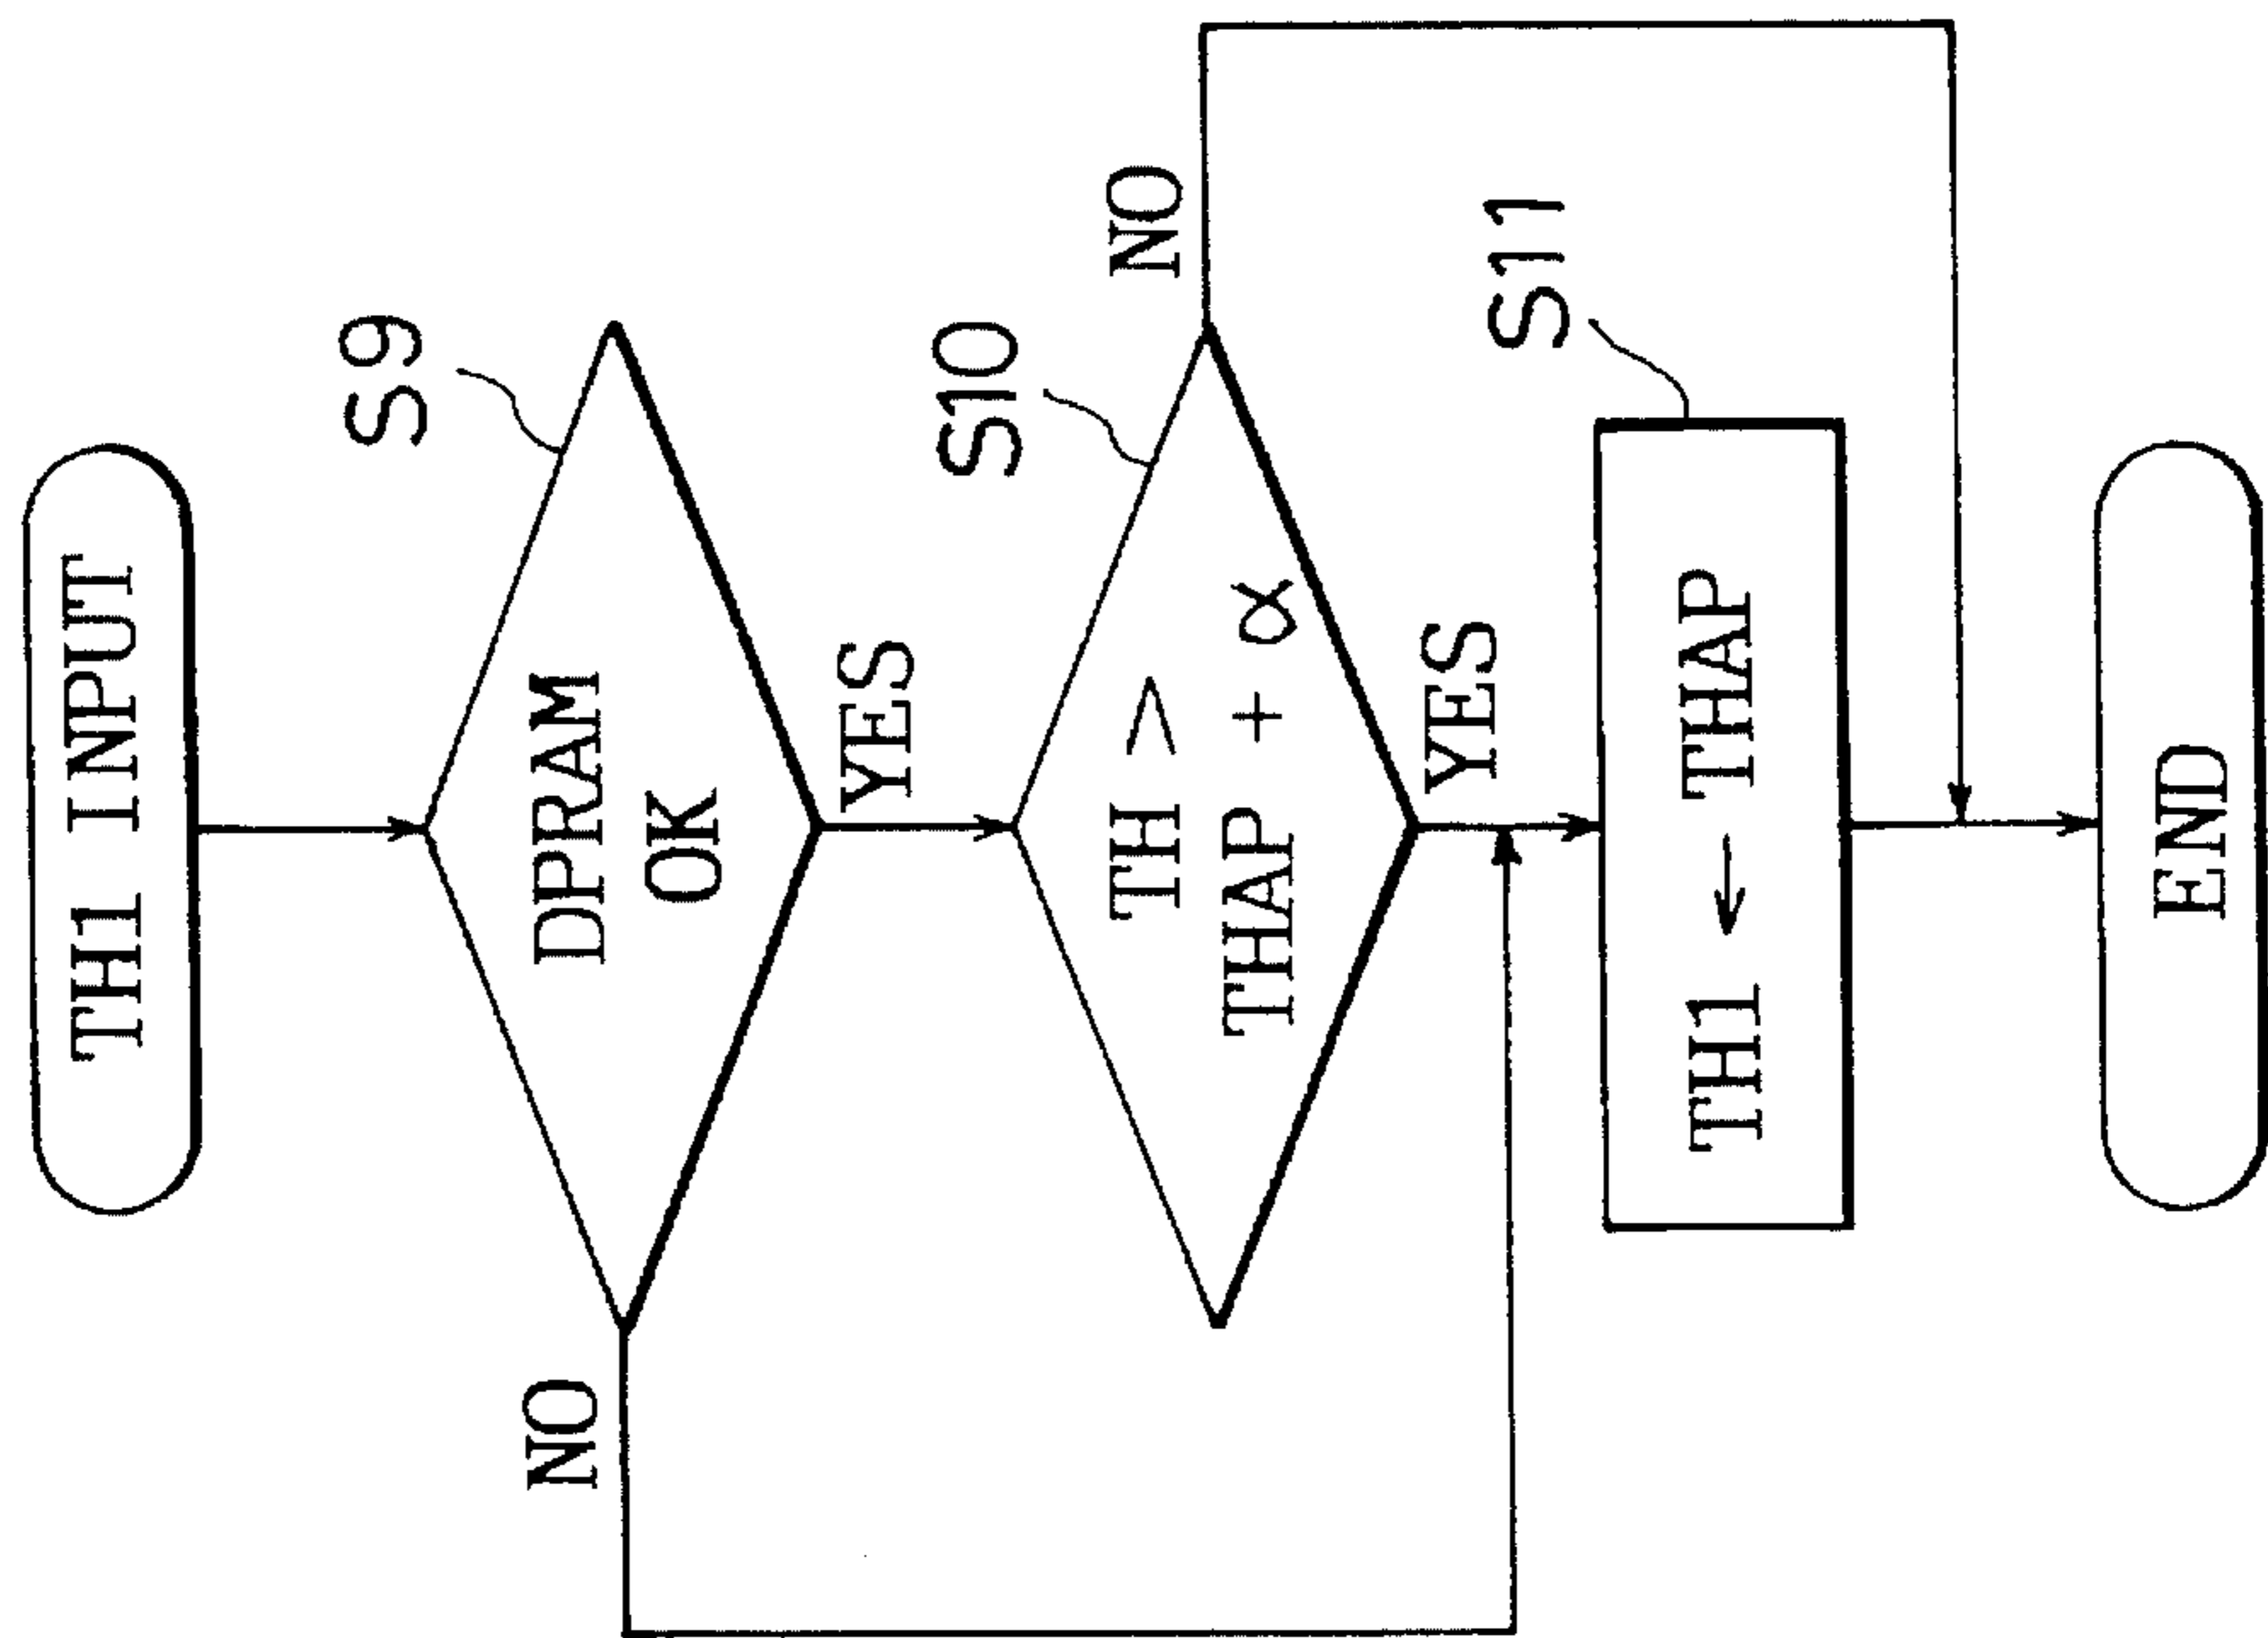 TH1 INPUT
S9
DPRAM
OK
NO
YES
S10
TH >
THAP + α
NO
YES
S11
TH1 ← THAP
END